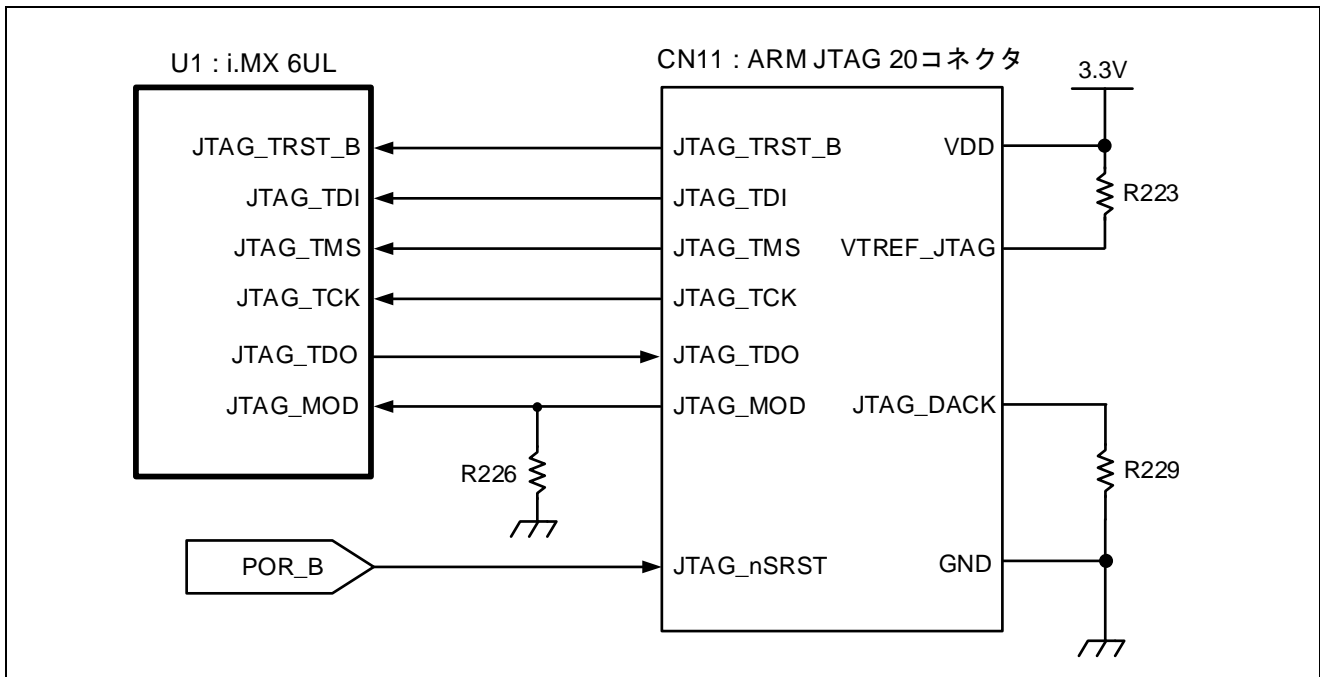 U1 : i.MX 6UL
JTAG_TRST_B
JTAG_TDI
JTAG_TMS
JTAG_TCK
JTAG_TDO
JTAG_MOD
R226
POR_B
CN11 : ARM JTAG 20コネクタ
JTAG_TRST_B
JTAG_TDI
JTAG_TMS
JTAG_TCK
JTAG_TDO
JTAG_MOD
JTAG_nSRST
VDD
VTREF_JTAG
JTAG_DACK
GND
3.3V
R223
R229